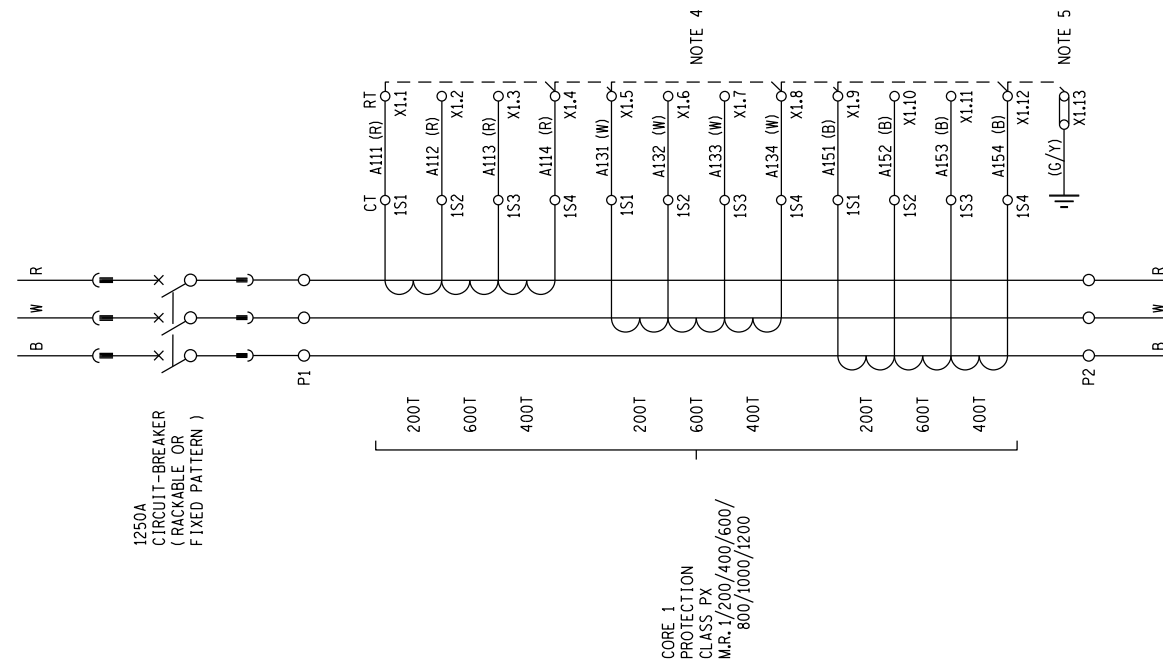 NOTE 4
NOTE 5
RT
X1.1
X1.2
X1.3
X1.4
X1.5
X1.6
X1.7
X1.8
X1.9
X1.10
X1.11
X1.12
X1.13
A111 (R)
A112 (R)
A113 (R)
A114 (R)
A131 (W)
A132 (W)
A133 (W)
A134 (W)
A151 (B)
A152 (B)
A153 (B)
A154 (B)
(G/Y)
CT
1S1
1S2
1S3
1S4
1S1
1S2
1S3
1S4
1S1
1S2
1S3
1S4
R
W
B
P1
P2
R
W
B
200T
600T
400T
200T
600T
400T
200T
600T
400T
1250A
CIRCUIT-BREAKER
( RACKABLE OR
FIXED PATTERN )
CORE 1
PROTECTION
CLASS PX
M.R. 1/200/400/600/
800/1000/1200